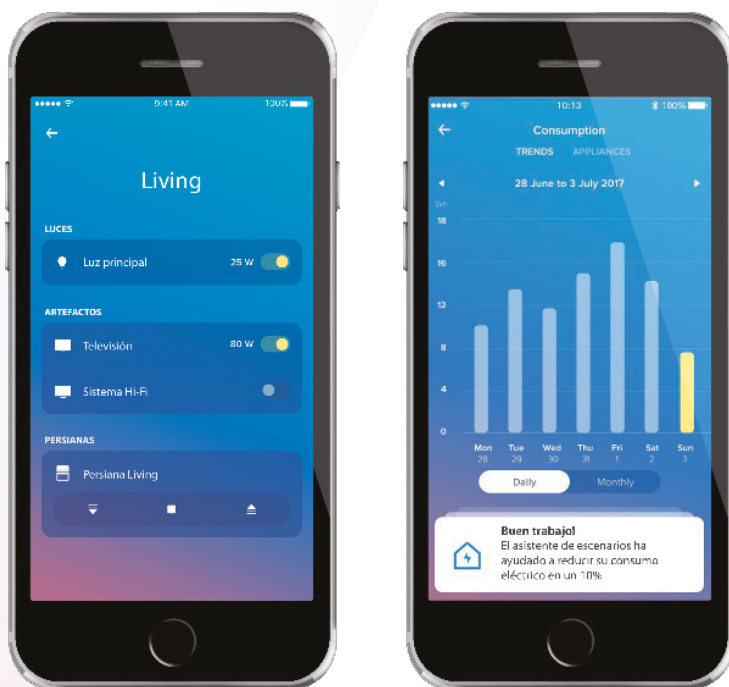 9:41 AM
100%
Living
LUCES
Luz principal
25 W
ARTEFACTOS
Televisión
80 W
Sistema Hi-Fi
PERSIANAS
Persiana Living
10:13
100%
Consumption
TRENDS APPLIANCES
28 June to 3 July 2017
Wh
18
16
12
8
4
0
Mon Tue Wed Thu Fri Sat Sun
28 29 30 31 1 2 3
Daily Monthly
Buen trabajo!
El asistente de escenarios ha
ayudado a reducir su consumo
eléctrico en un 10%